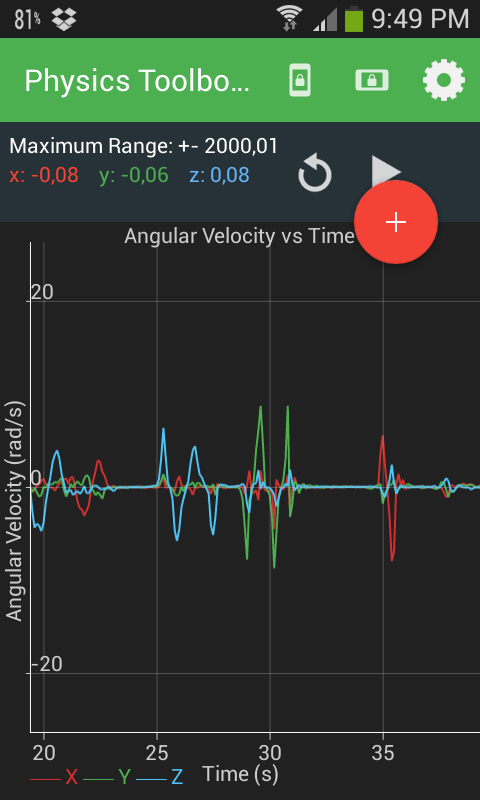 81% 9:49 PM
Physics Toolbo...
Maximum Range: +- 2000,01
x: -0,08 y: -0,06 z: 0,08
+
Angular Velocity vs Time
Angular Velocity (rad/s)
20
0
-20
20 25 30 35
X Y Z Time (s)